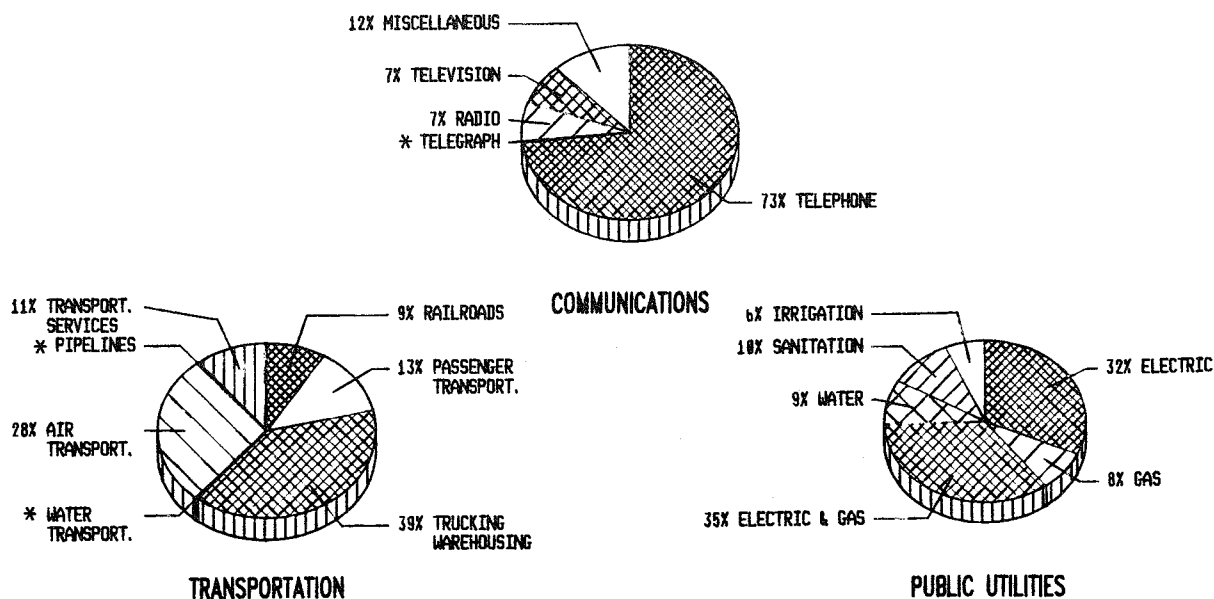 12% MISCELLANEOUS
7% TELEVISION
7% RADIO
* TELEGRAPH
73% TELEPHONE
COMMUNICATIONS
11% TRANSPORT.
SERVICES
* PIPELINES
28% AIR
TRANSPORT.
* WATER
TRANSPORT.
9% RAILROADS
13% PASSENGER
TRANSPORT.
39% TRUCKING
WAREHOUSING
TRANSPORTATION
6% IRRIGATION
10% SANITATION
9% WATER
35% ELECTRIC & GAS
32% ELECTRIC
8% GAS
PUBLIC UTILITIES